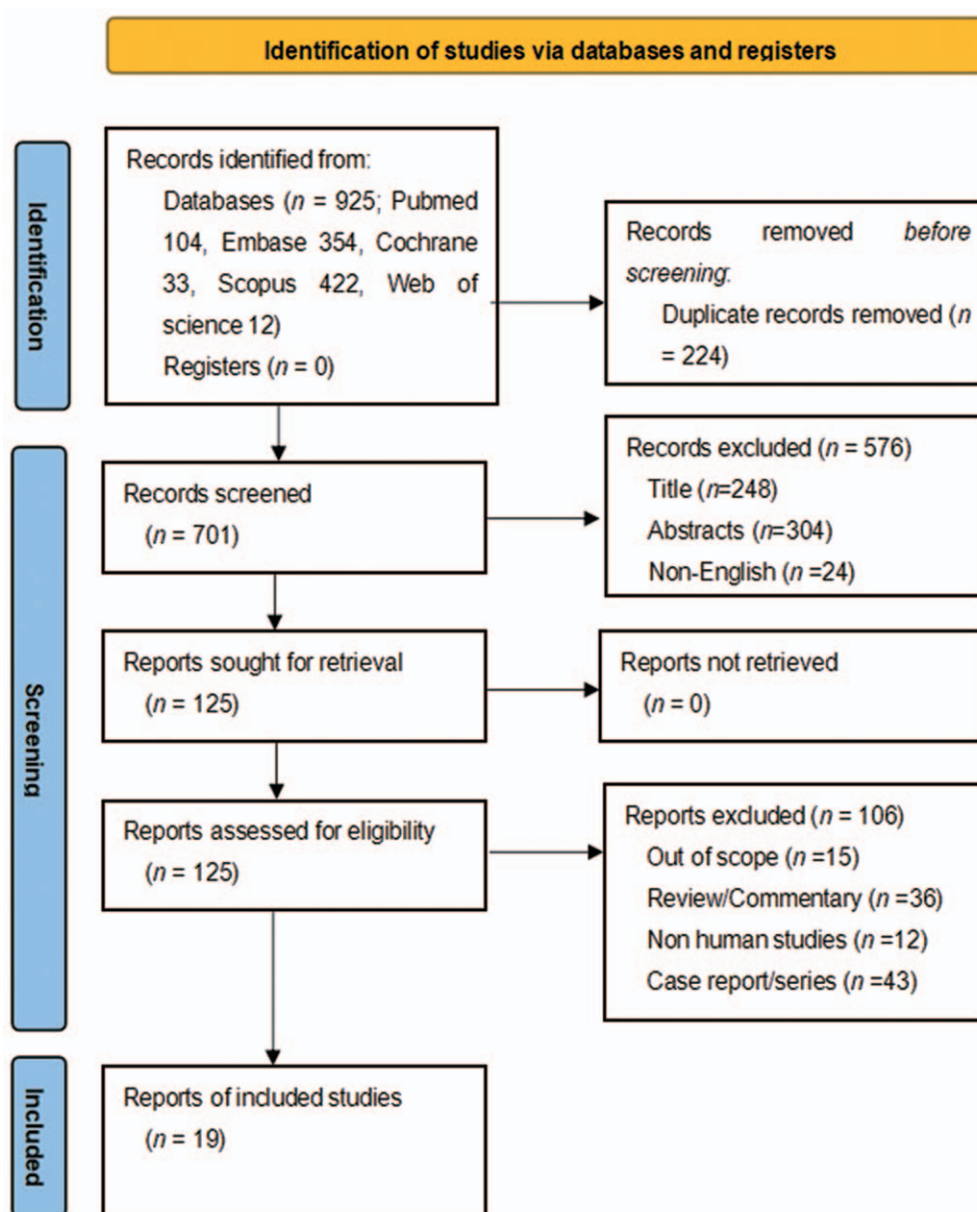 Identification of studies via databases and registers
Identification
Records identified from:
Databases (n = 925; Pubmed
104, Embase 354, Cochrane
33, Scopus 422, Web of
science 12)
Registers (n = 0)
Records removed before
screening:
Duplicate records removed (n
= 224)
Screening
Records screened
(n = 701)
Records excluded (n = 576)
Title (n=248)
Abstracts (n=304)
Non-English (n =24)
Reports sought for retrieval
(n = 125)
Reports not retrieved
(n = 0)
Reports assessed for eligibility
(n = 125)
Reports excluded (n = 106)
Out of scope (n =15)
Review/Commentary (n =36)
Non human studies (n =12)
Case report/series (n =43)
Included
Reports of included studies
(n = 19)